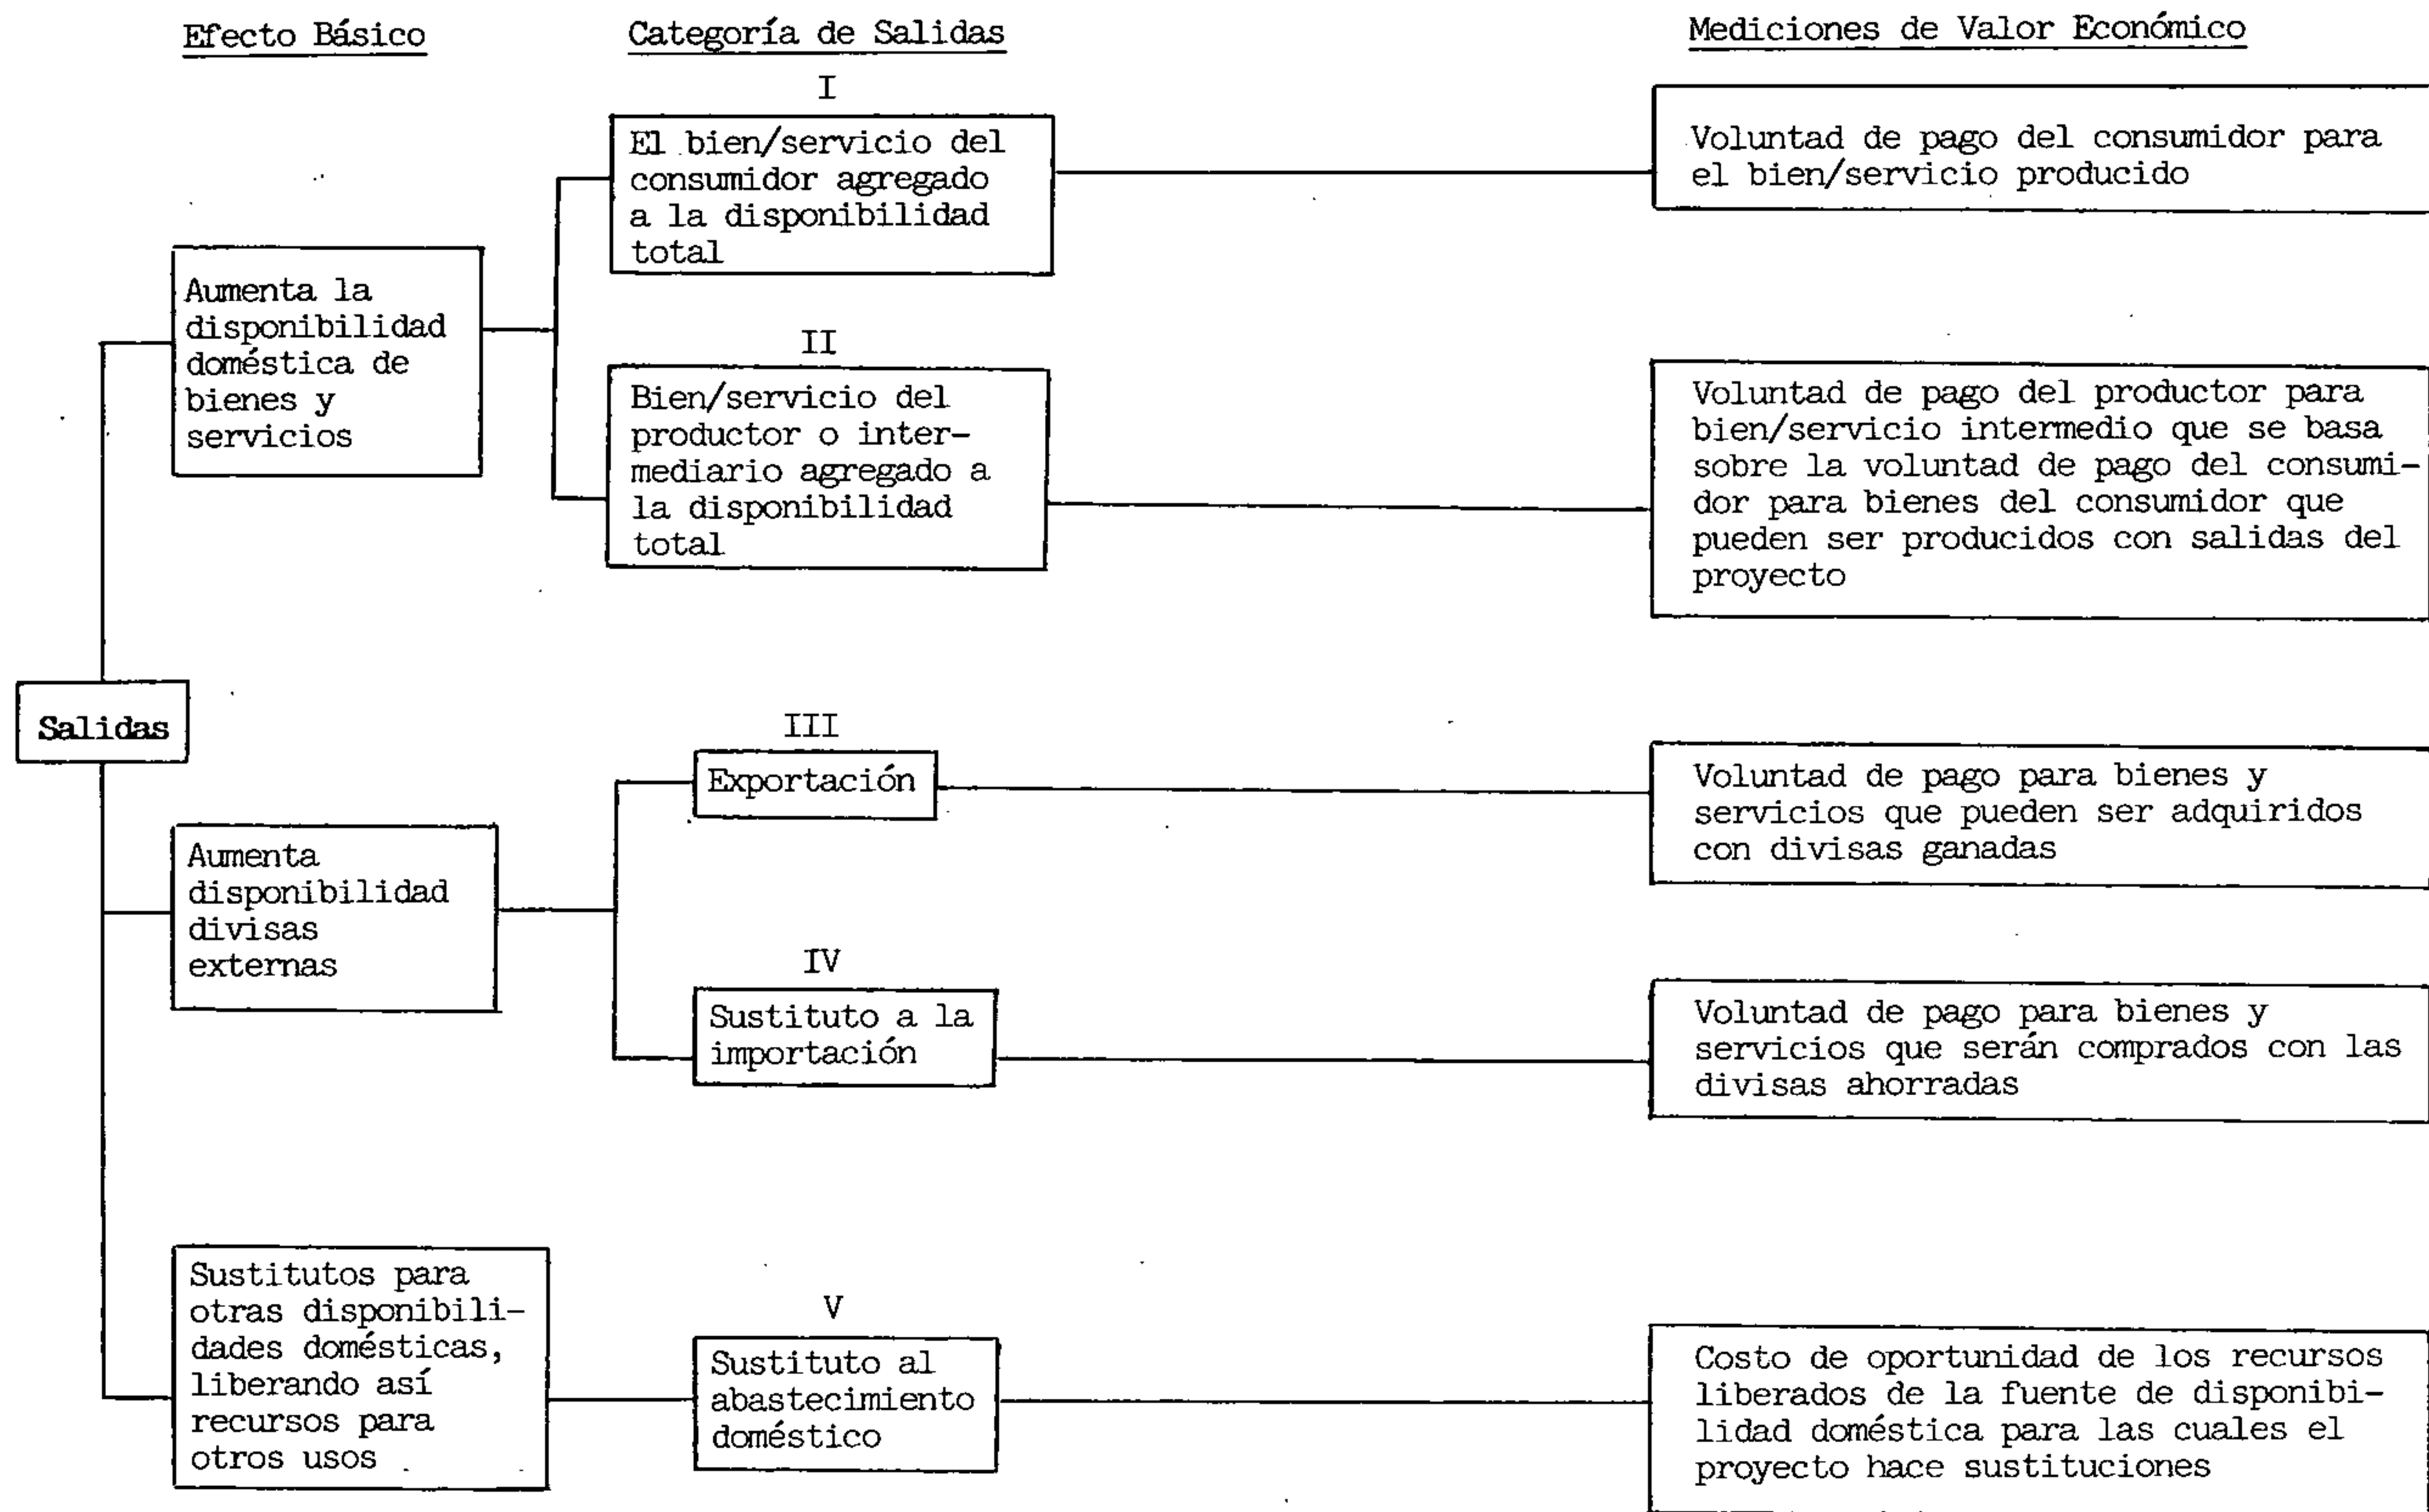 Efecto Básico
Categoría de Salidas
Mediciones de Valor Económico
I
El bien/servicio del
consumidor agregado
a la disponibilidad
total
Voluntad de pago del consumidor para
el bien/servicio producido
Aumenta la
disponibilidad
doméstica de
bienes y
servicios
II
Bien/servicio del
productor o inter-
mediario agregado a
la disponibilidad
total
Voluntad de pago del productor para
bien/servicio intermedio que se basa
sobre la voluntad de pago del consumi-
dor para bienes del consumidor que
pueden ser producidos con salidas del
proyecto
Salidas
III
Exportación
Voluntad de pago para bienes y
servicios que pueden ser adquiridos
con divisas ganadas
Aumenta
disponibilidad
divisas
externas
IV
Sustituto a la
importación
Voluntad de pago para bienes y
servicios que serán comprados con las
divisas ahorradas
Sustitutos para
otras disponibili-
dades domésticas,
liberando así
recursos para
otros usos
V
Sustituto al
abastecimiento
doméstico
Costo de oportunidad de los recursos
liberados de la fuente de disponibi-
lidad doméstica para las cuales el
proyecto hace sustituciones